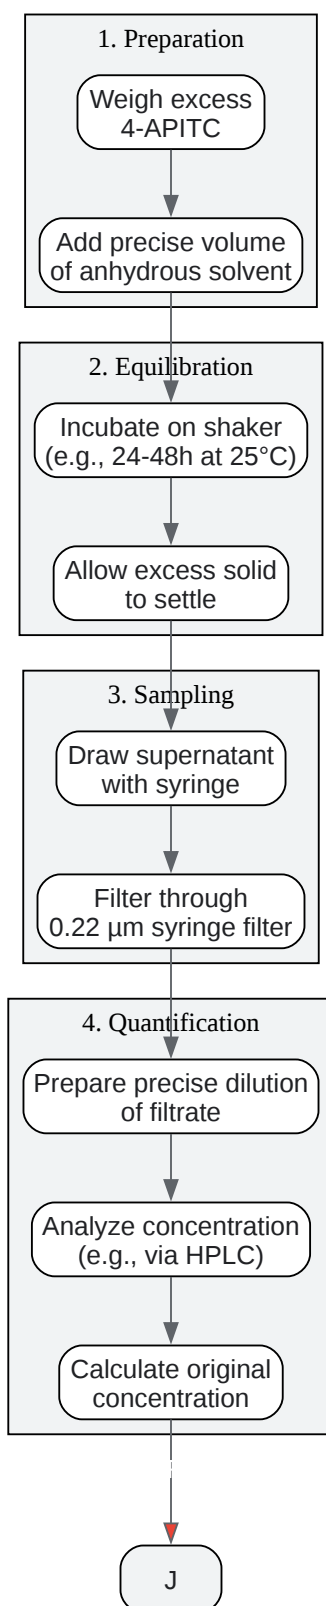 1. Preparation
Weigh excess
4-APITC
Add precise volume
of anhydrous solvent
2. Equilibration
Incubate on shaker
(e.g., 24-48h at 25°C)
Allow excess solid
to settle
3. Sampling
Draw supernatant
with syringe
Filter through
0.22 µm syringe filter
4. Quantification
Prepare precise dilution
of filtrate
Analyze concentration
(e.g., via HPLC)
Calculate original
concentration
J